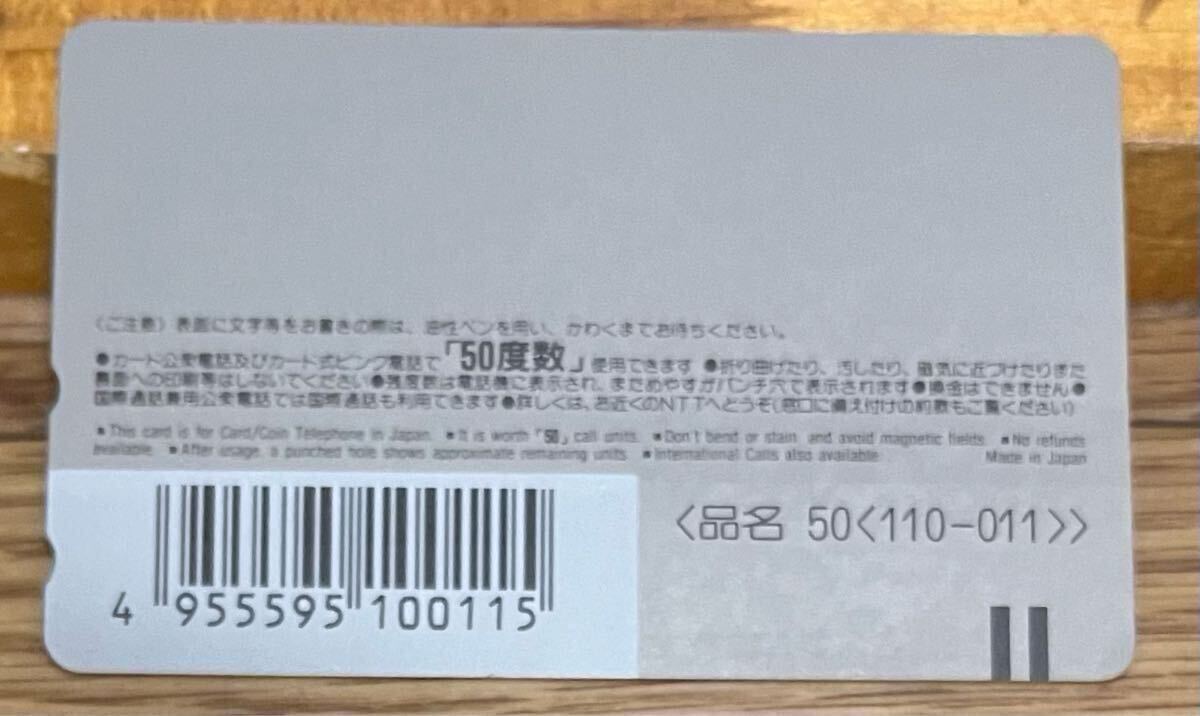 〈ご注意〉表面に文字等をお書きの際は、油性ペンを用い、かわくまでお待ちください。
●カード公衆電話及びカード式ピンク電話で「50度数」使用できます ●折り曲げたり、汚したり、磁気に近づけたりまた
裏面への印刷等はしないでください●残度数は電話機に表示され、まためやすがパンチ穴で表示されます●換金はできません●
国際通話兼用公衆電話では国際通話も利用できます●詳しくは、お近くのNTTへどうぞ(窓口に備え付けの約款もご覧ください)
■This card is for Card/Coin Telephone in Japan. ■It is worth「50」call units. ■Don't bend or stain, and avoid magnetic fields. ■No refunds
available. ■After usage, a punched hole shows approximate remaining units. ■International Calls also available. Made in Japan
〈品名 50〈110-011〉〉
4 955595 100115